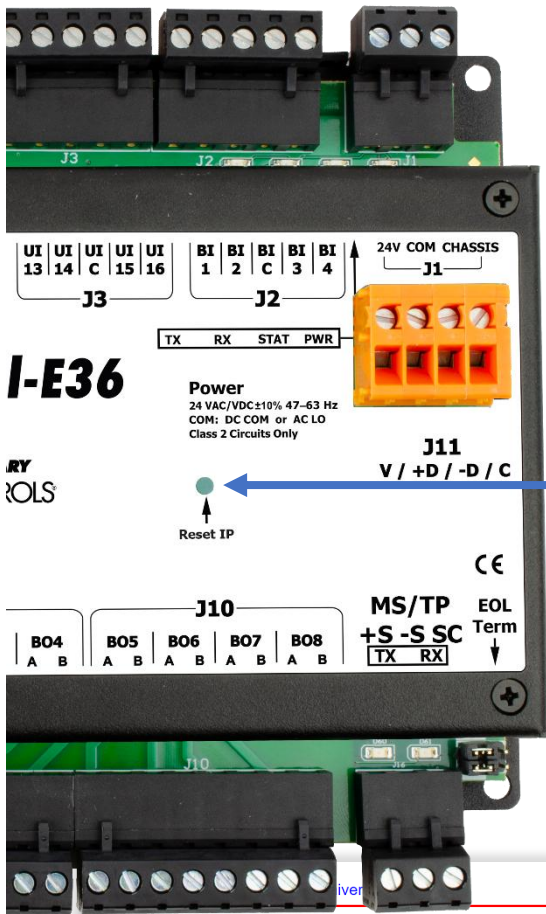 J3
J2
J1
UI UI UI UI UI
13 14 C 15 16
J3
BI BI BI BI BI
1 2 C 3 4
J2
24V COM CHASSIS
J1
TX RX STAT PWR
l-E36
Power
24 VAC/VDC±10% 47–63 Hz
COM: DC COM or AC LO
Class 2 Circuits Only
J11
V / +D / -D / C
ARY
ROLS®
Reset IP
CE
J10
BO4 BO5 BO6 BO7 BO8
A B A B A B A B A B
MS/TP
+S -S SC
TX RX
EOL
Term
J10
J16
iver